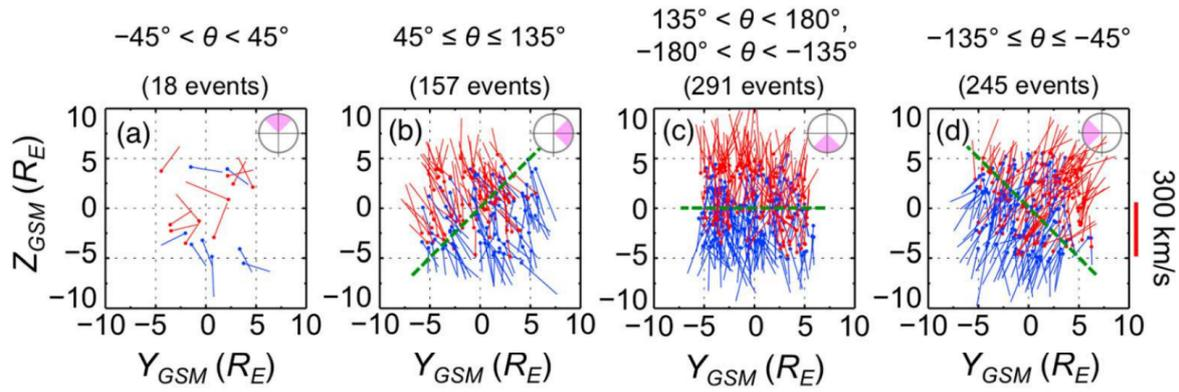 −45° < θ < 45°
45° ≤ θ ≤ 135°
135° < θ < 180°,
−180° < θ < −135°
−135° ≤ θ ≤ −45°
(18 events)
(157 events)
(291 events)
(245 events)
(a)
(b)
(c)
(d)
10
5
0
−5
−10
10
5
0
−5
−10
10
5
0
−5
−10
10
5
0
−5
−10
Z_GSM (R_E)
300 km/s
−10 −5 0 5 10
−10 −5 0 5 10
−10 −5 0 5 10
−10 −5 0 5 10
Y_GSM (R_E)
Y_GSM (R_E)
Y_GSM (R_E)
Y_GSM (R_E)